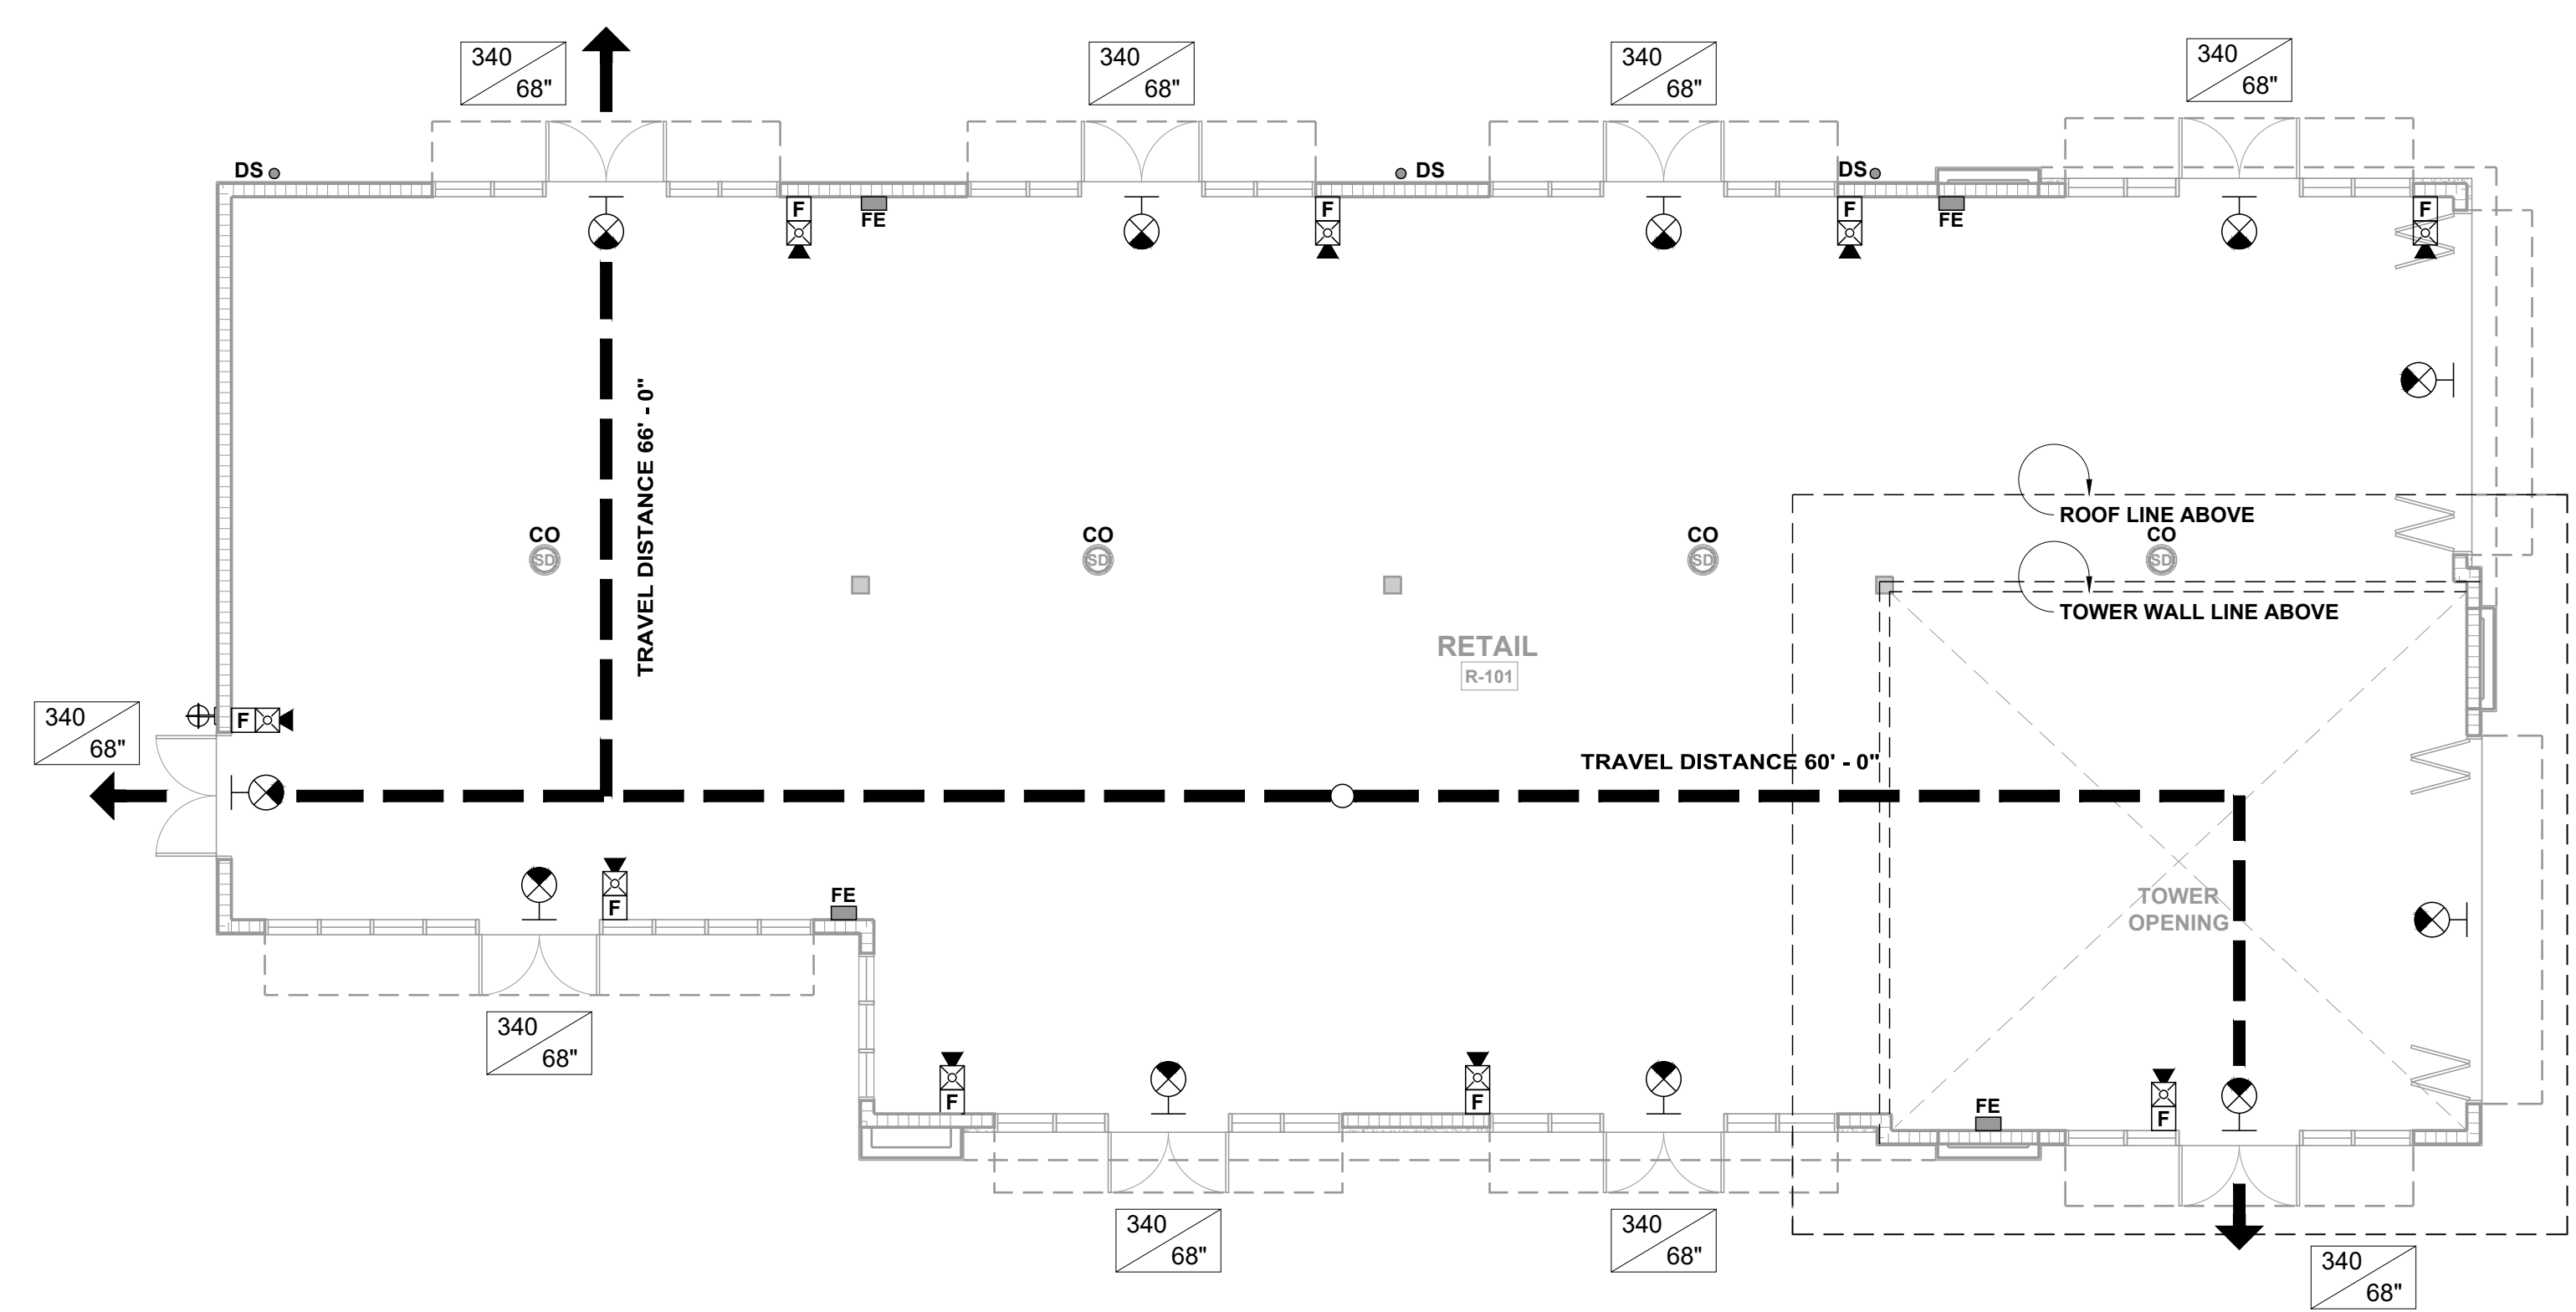 340
68"
340
68"
340
68"
340
68"
DS
DS
DS
F
FE
F
F
FE
F
TRAVEL DISTANCE 66' - 0"
ROOF LINE ABOVE
CO
SD
CO
SD
CO
SD
CO
SD
TOWER WALL LINE ABOVE
RETAIL
R-101
340
68"
F
TRAVEL DISTANCE 60' - 0"
FE
F
TOWER
OPENING
340
68"
F
F
FE
F
340
68"
340
68"
340
68"